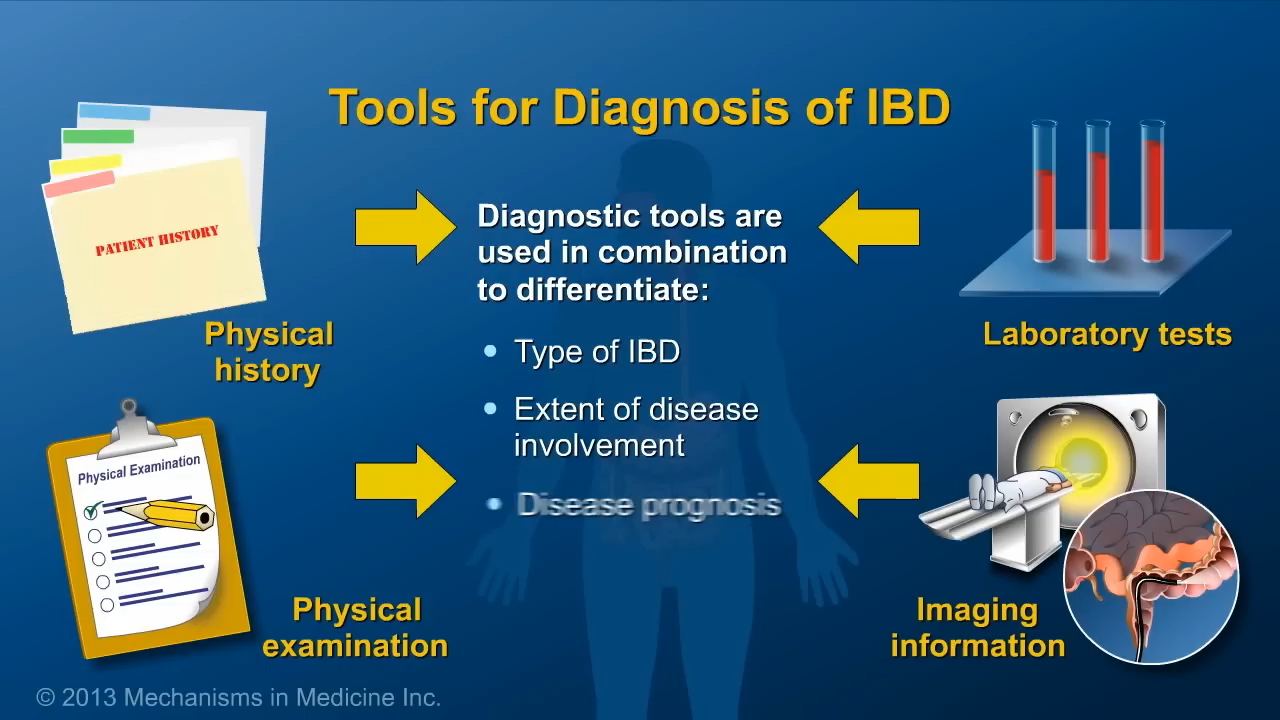 Tools for Diagnosis of IBD
PATIENT HISTORY
Physical
history
Diagnostic tools are
used in combination
to differentiate:
• Type of IBD
• Extent of disease
involvement
• Disease prognosis
Laboratory tests
Physical Examination
Physical
examination
Imaging
information
© 2013 Mechanisms in Medicine Inc.